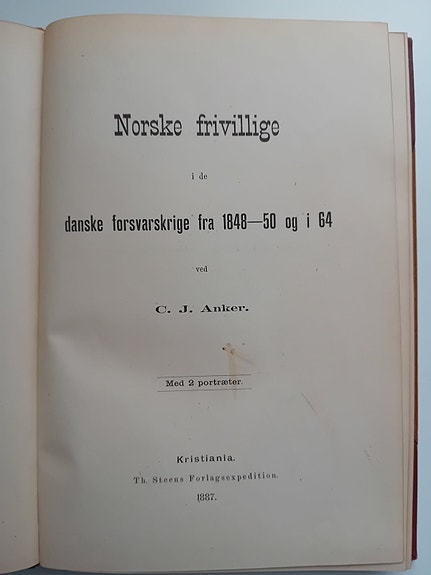 Norske frivillige
i de
danske forsvarskrige fra 1848—50 og i 64
ved
C. J. Anker.
Med 2 portræter.
Kristiania.
Th. Steens Forlagsexpedition.
1887.